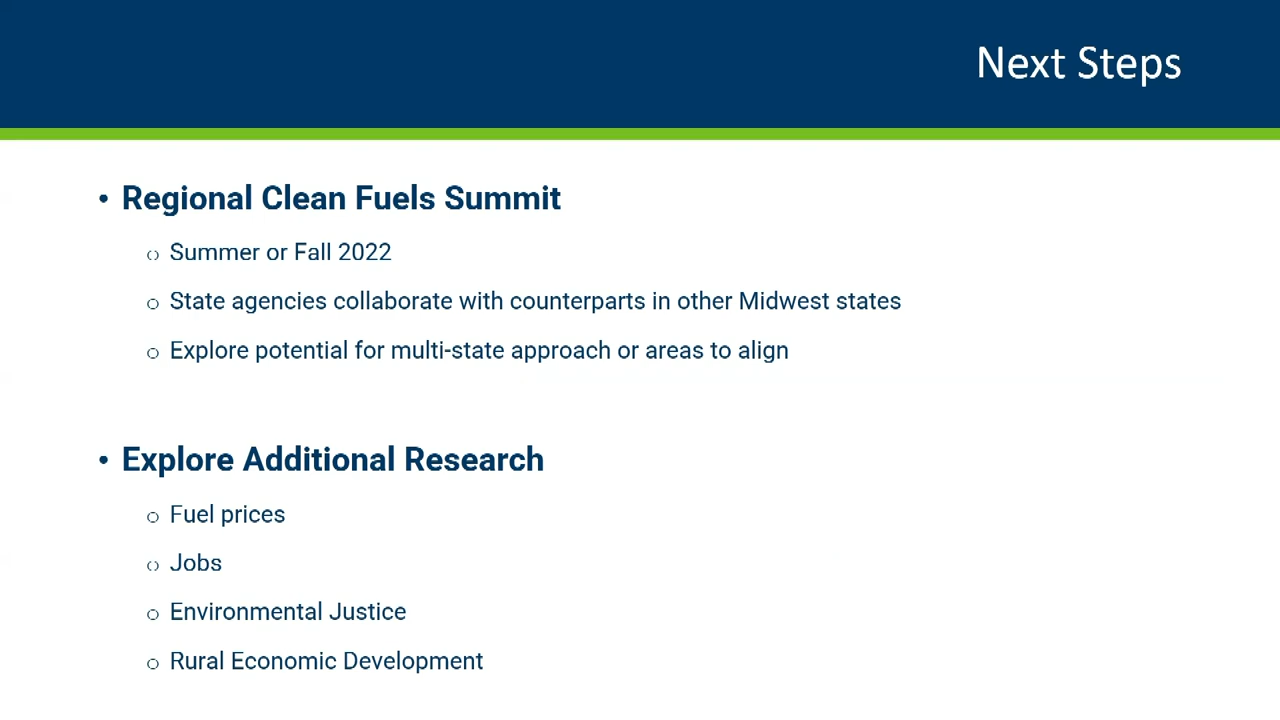 Next Steps
• Regional Clean Fuels Summit
○ Summer or Fall 2022
○ State agencies collaborate with counterparts in other Midwest states
○ Explore potential for multi-state approach or areas to align
• Explore Additional Research
○ Fuel prices
○ Jobs
○ Environmental Justice
○ Rural Economic Development